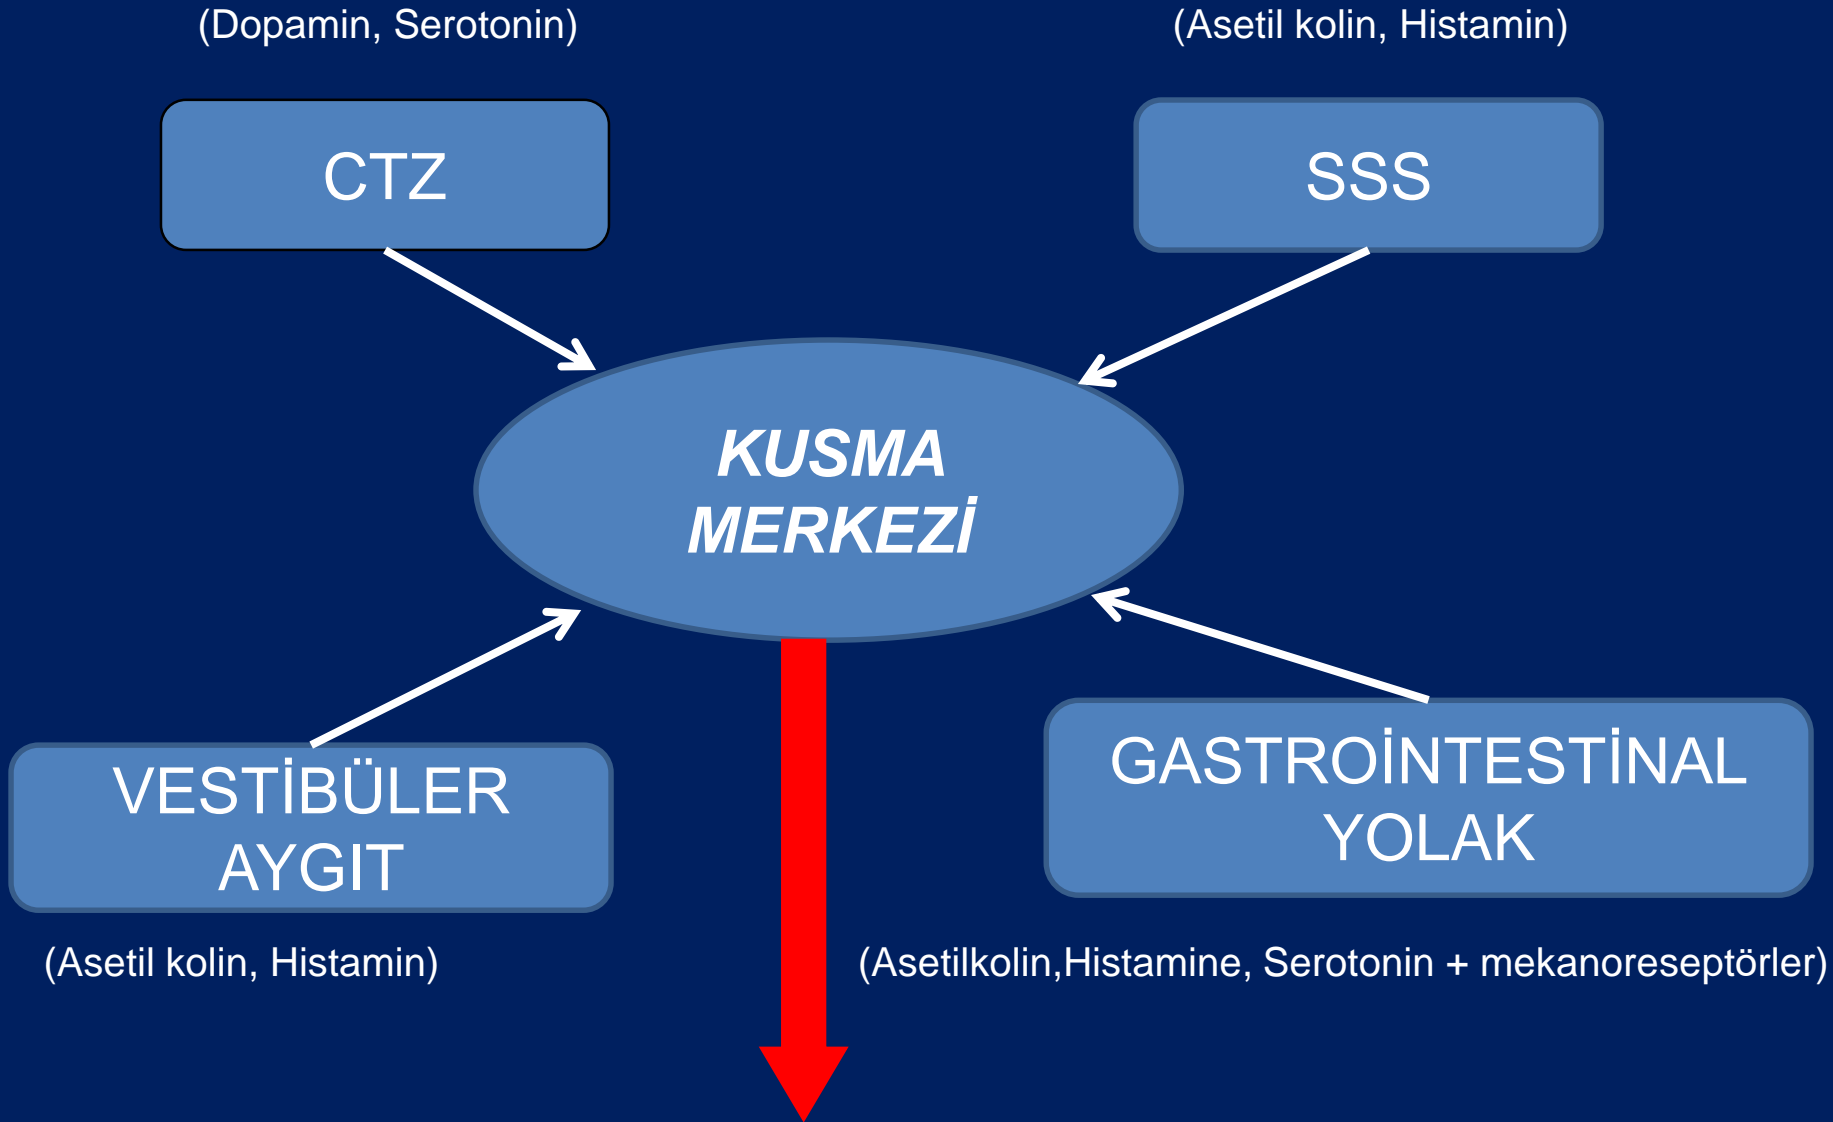 (Dopamin, Serotonin)
(Asetil kolin, Histamin)
CTZ
SSS
KUSMA
MERKEZİ
VESTİBÜLER
AYGIT
GASTROİNTESTİNAL
YOLAK
(Asetil kolin, Histamin)
(Asetilkolin,Histamine, Serotonin + mekanoreseptörler)